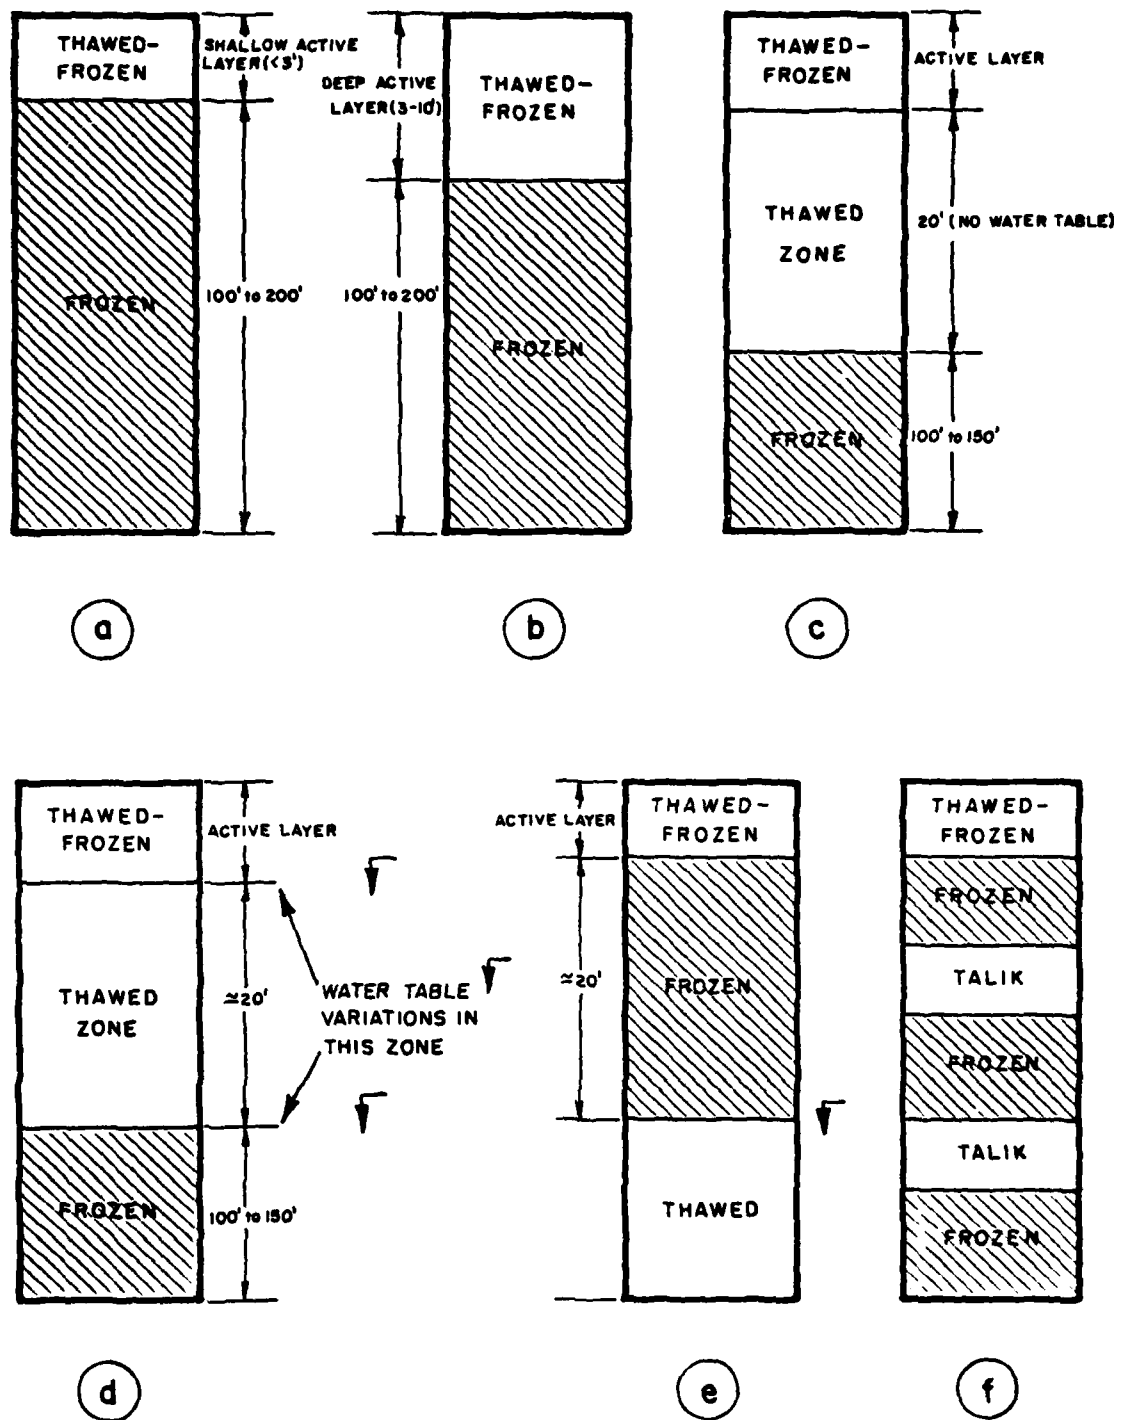 THAWED-
FROZEN
SHALLOW ACTIVE
LAYER(<3')
FROZEN
100' to 200'
a
DEEP ACTIVE
LAYER(3-10')
THAWED-
FROZEN
100' to 200'
FROZEN
b
THAWED-
FROZEN
ACTIVE LAYER
THAWED
ZONE
20' (NO WATER TABLE)
FROZEN
100' to 150'
c
THAWED-
FROZEN
ACTIVE LAYER
THAWED
ZONE
≃20'
WATER TABLE
VARIATIONS IN
THIS ZONE
FROZEN
100' to 150'
d
ACTIVE LAYER
THAWED-
FROZEN
≃20'
FROZEN
THAWED
e
THAWED-
FROZEN
FROZEN
TALIK
FROZEN
TALIK
FROZEN
f